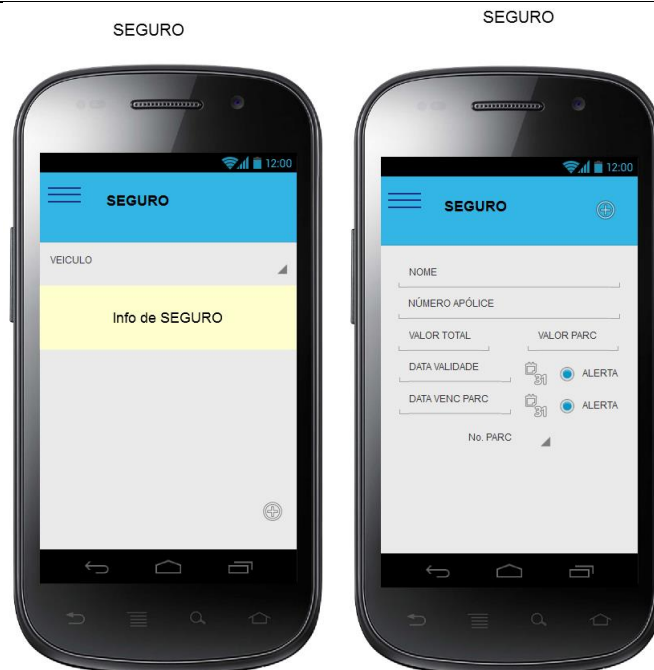 SEGURO
12:00
SEGURO
VEICULO
Info de SEGURO
SEGURO
12:00
SEGURO
NOME
NÚMERO APÓLICE
VALOR TOTAL VALOR PARC
DATA VALIDADE 31 ALERTA
DATA VENC PARC 31 ALERTA
No. PARC